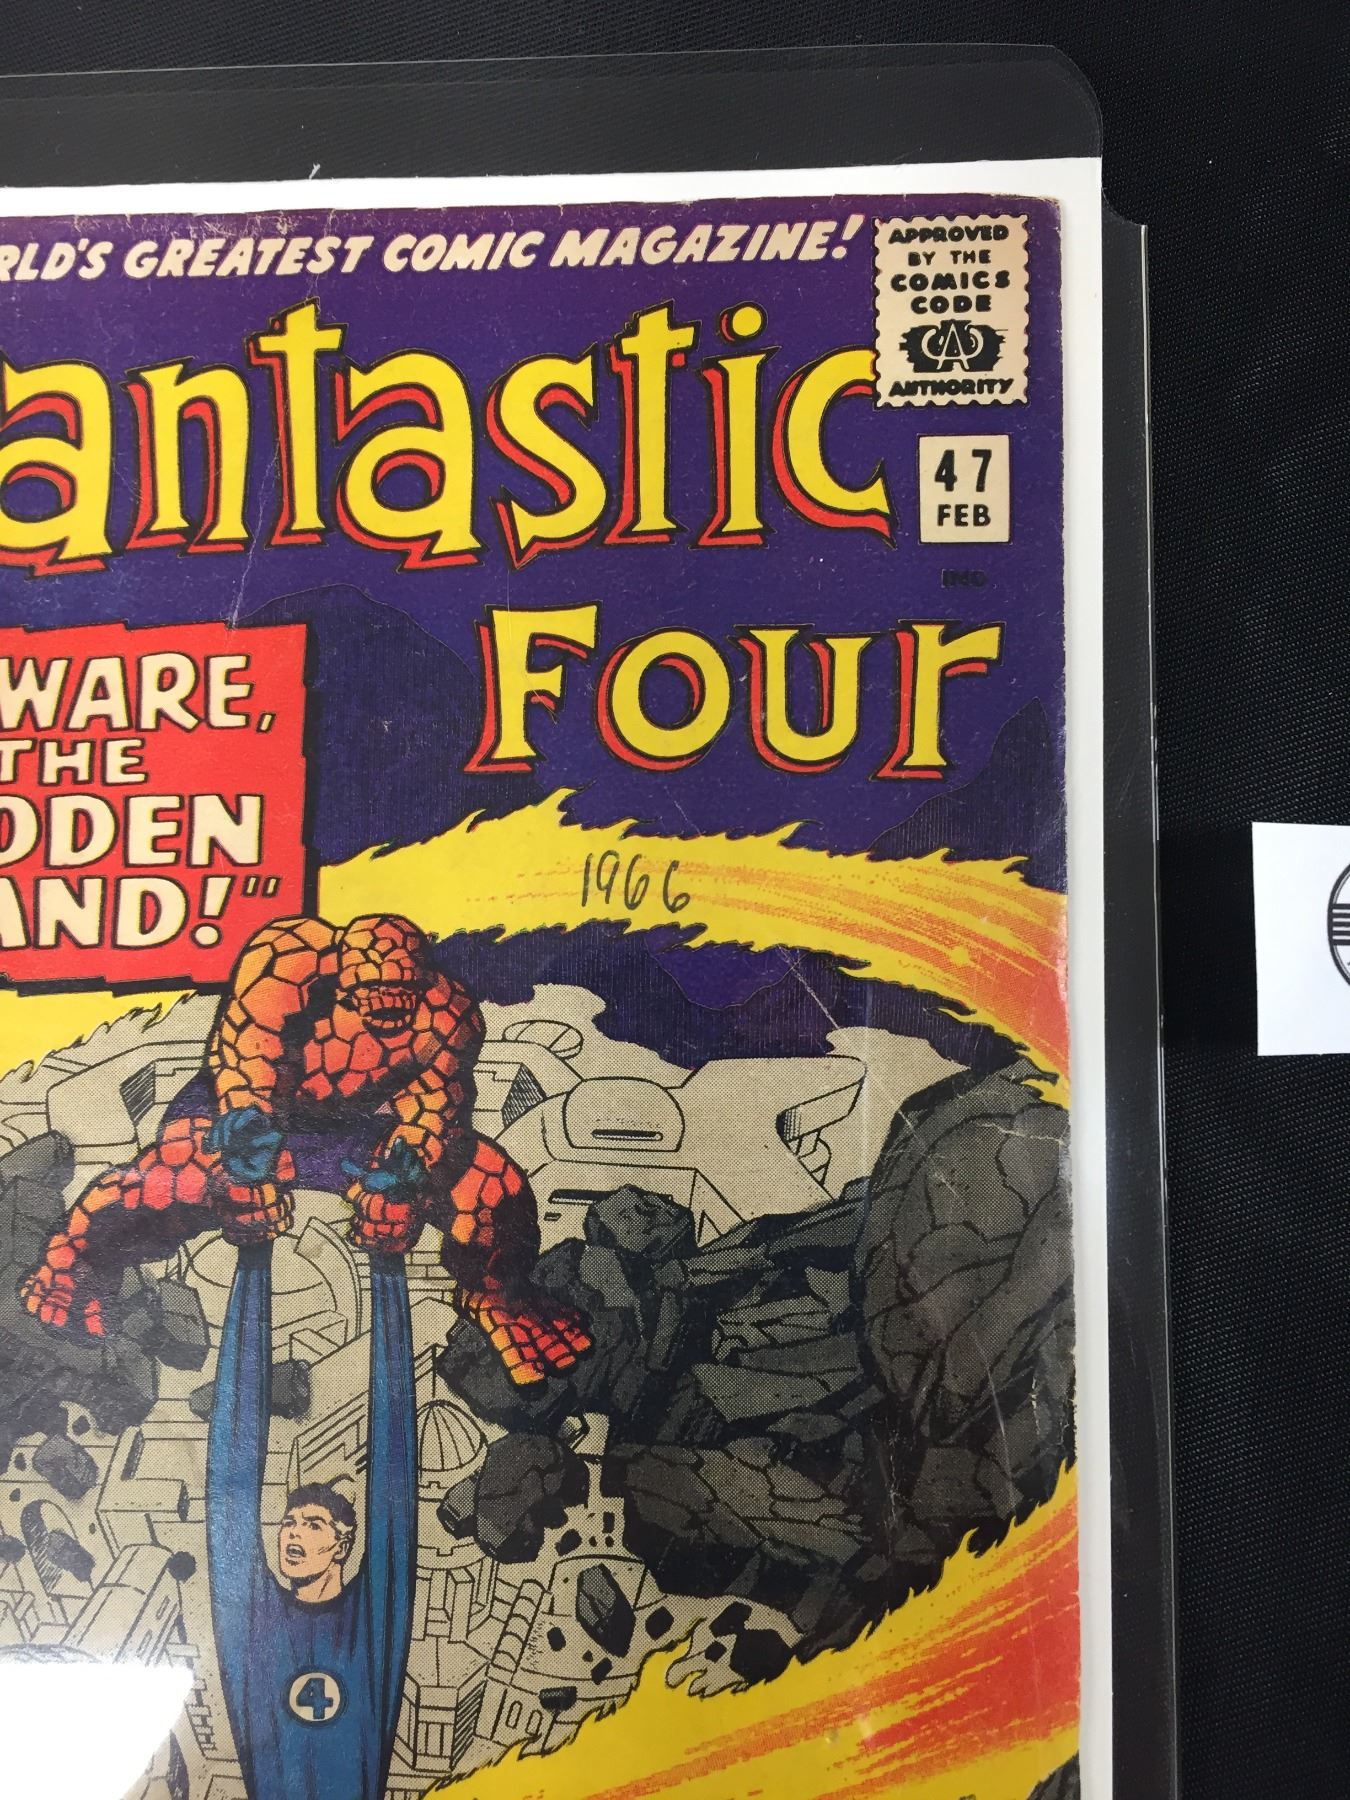 RLD'S GREATEST COMIC MAGAZINE!
APPROVED
BY THE
COMICS
CODE
CA
AUTHORITY
antastic
47
FEB
IND.
Four
WARE,
THE
DDEN
AND!"
1966
4